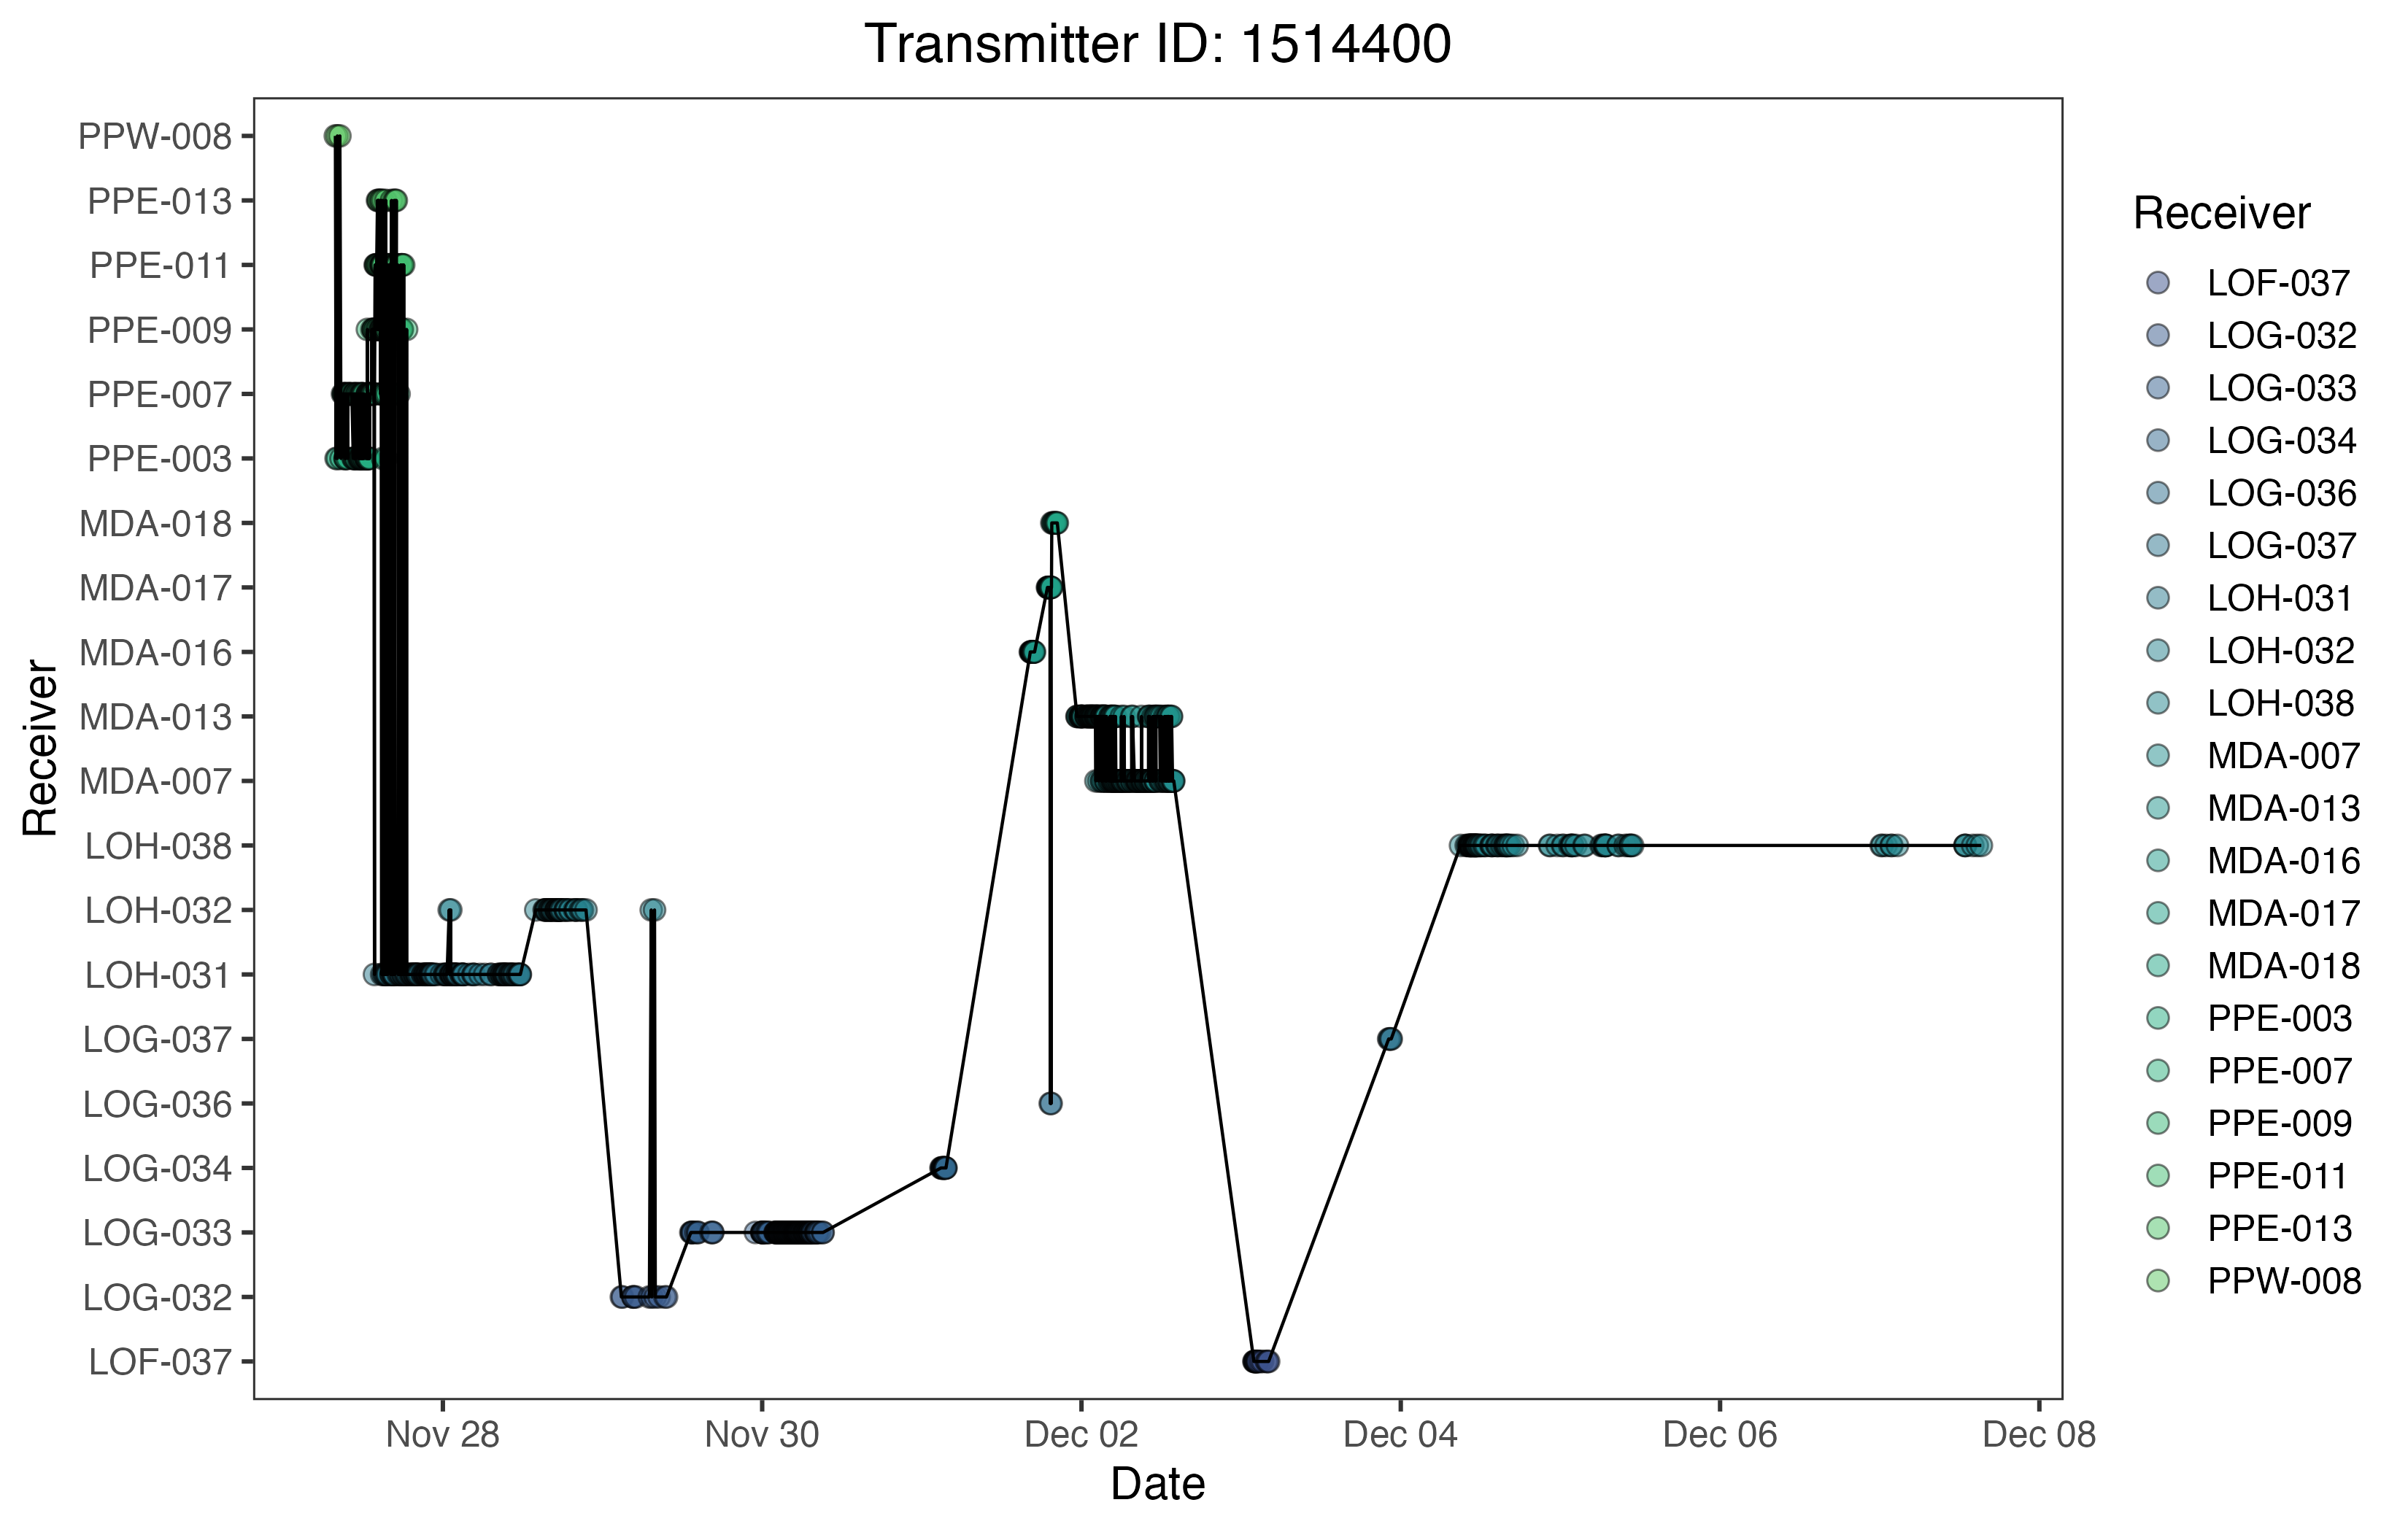 Transmitter ID: 1514400
Receiver
PPW-008
PPE-013
PPE-011
PPE-009
PPE-007
PPE-003
MDA-018
MDA-017
MDA-016
MDA-013
MDA-007
LOH-038
LOH-032
LOH-031
LOG-037
LOG-036
LOG-034
LOG-033
LOG-032
LOF-037
Nov 28
Nov 30
Dec 02
Dec 04
Dec 06
Dec 08
Date
Receiver
LOF-037
LOG-032
LOG-033
LOG-034
LOG-036
LOG-037
LOH-031
LOH-032
LOH-038
MDA-007
MDA-013
MDA-016
MDA-017
MDA-018
PPE-003
PPE-007
PPE-009
PPE-011
PPE-013
PPW-008